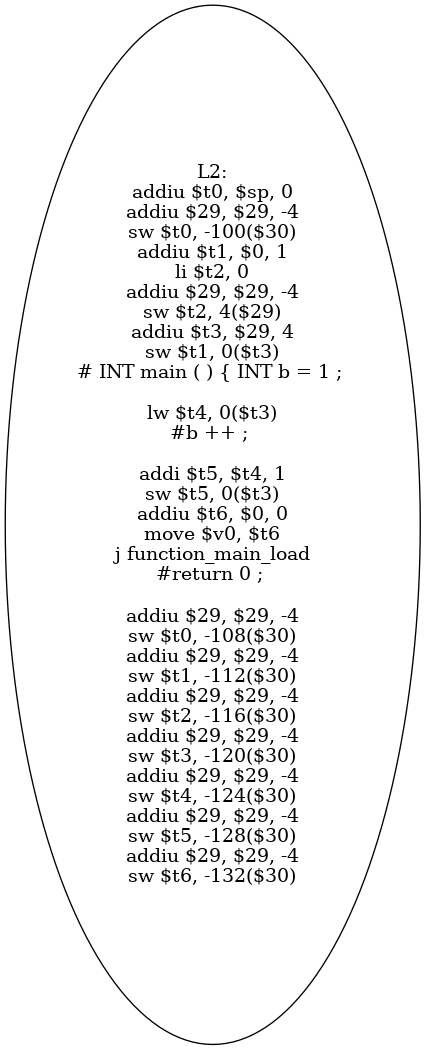 L2:
addiu $t0, $sp, 0
addiu $29, $29, -4
sw $t0, -100($30)
addiu $t1, $0, 1
li $t2, 0
addiu $29, $29, -4
sw $t2, 4($29)
addiu $t3, $29, 4
sw $t1, 0($t3)
# INT main ( ) { INT b = 1 ;
lw $t4, 0($t3)
#b ++ ;
addi $t5, $t4, 1
sw $t5, 0($t3)
addiu $t6, $0, 0
move $v0, $t6
j function_main_load
#return 0 ;
addiu $29, $29, -4
sw $t0, -108($30)
addiu $29, $29, -4
sw $t1, -112($30)
addiu $29, $29, -4
sw $t2, -116($30)
addiu $29, $29, -4
sw $t3, -120($30)
addiu $29, $29, -4
sw $t4, -124($30)
addiu $29, $29, -4
sw $t5, -128($30)
addiu $29, $29, -4
sw $t6, -132($30)